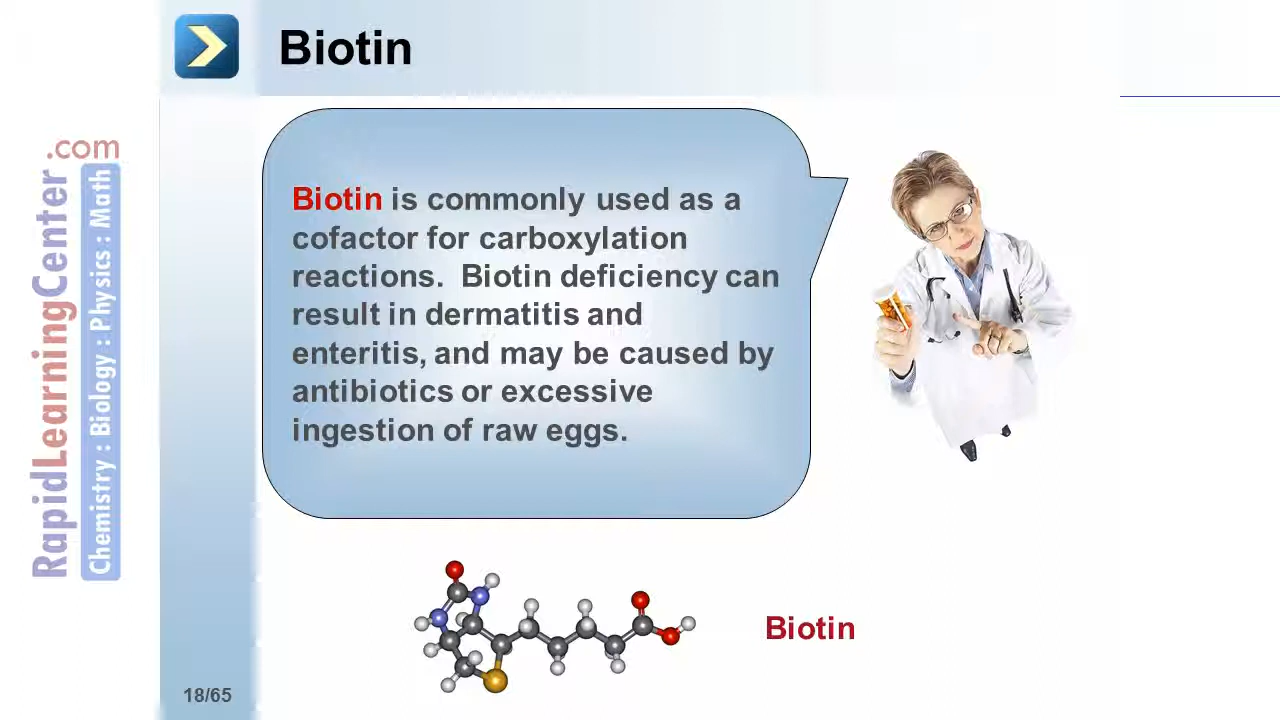 Biotin
Biotin is commonly used as a
cofactor for carboxylation
reactions.  Biotin deficiency can
result in dermatitis and
enteritis, and may be caused by
antibiotics or excessive
ingestion of raw eggs.
Biotin
18/65
RapidLearningCenter.com
Chemistry : Biology : Physics : Math